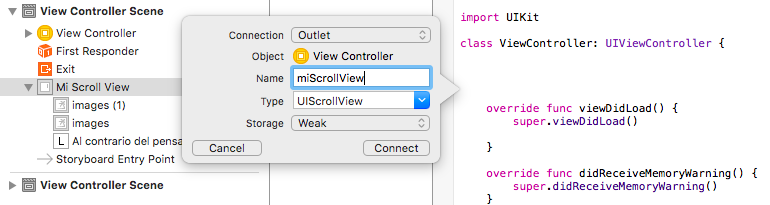 View Controller Scene
View Controller
First Responder
Exit
Mi Scroll View
images (1)
images
L Al contrario del pensa
Storyboard Entry Point
View Controller Scene
Connection Outlet
Object View Controller
Name miScrollView
Type UIScrollView
Storage Weak
Cancel Connect
import UIKit
class ViewController: UIViewController {
override func viewDidLoad() {
super.viewDidLoad()
}
override func didReceiveMemoryWarning() {
super.didReceiveMemoryWarning()
}